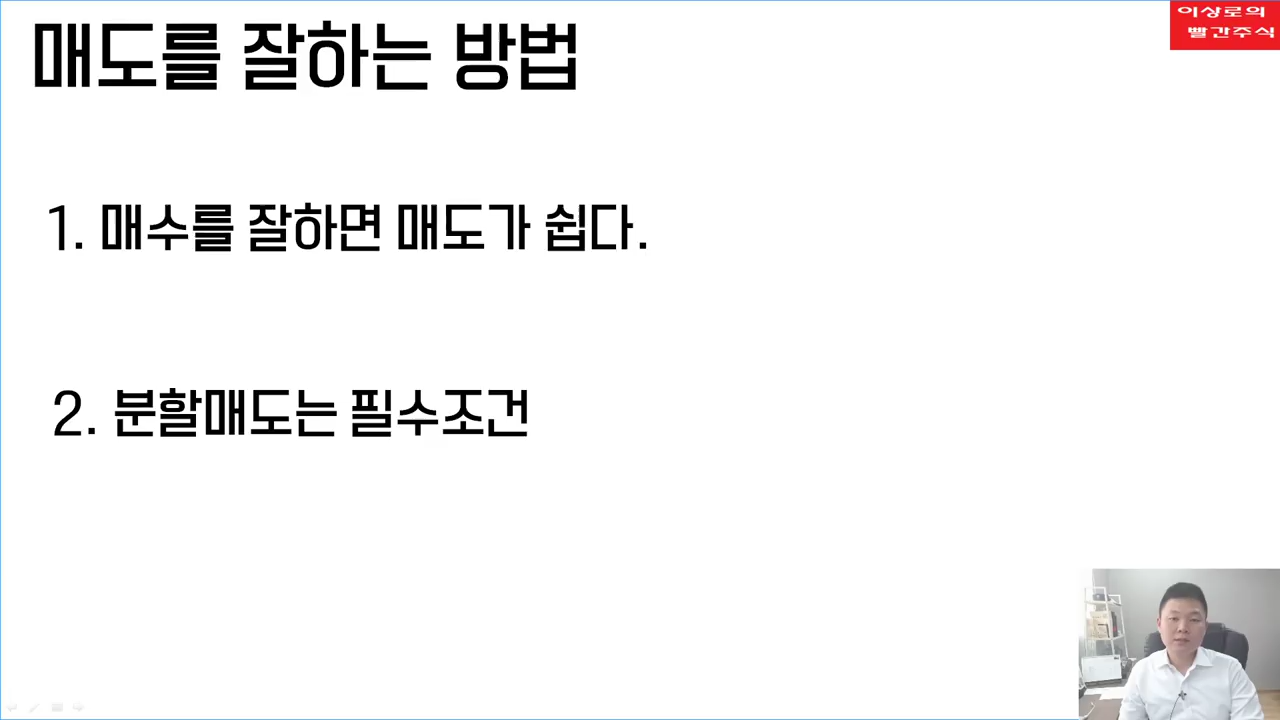 매도를 잘하는 방법
이상로의
빨간주식
1. 매수를 잘하면 매도가 쉽다.
2. 분할매도는 필수조건